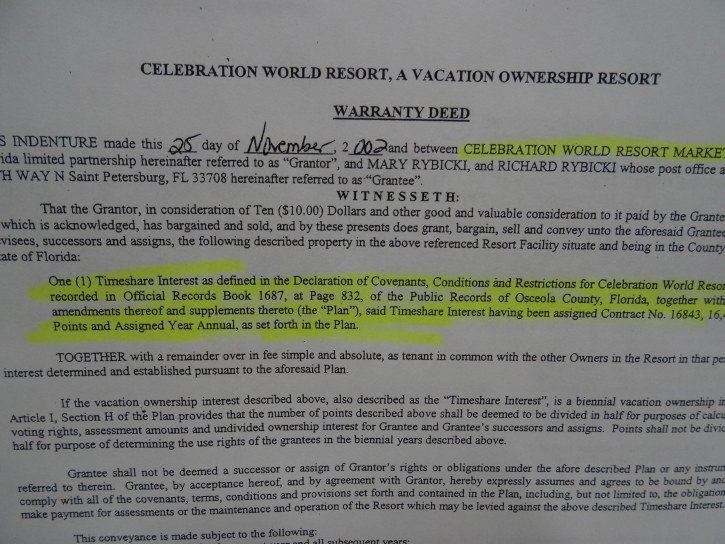 CELEBRATION WORLD RESORT, A VACATION OWNERSHIP RESORT
WARRANTY DEED
S INDENTURE made this 25 day of November, 2 002 and between CELEBRATION WORLD RESORT MARKET
rida limited partnership hereinafter referred to as "Grantor", and MARY RYBICKI, and RICHARD RYBICKI whose post office a
TH WAY N Saint Petersburg, FL 33708 hereinafter referred to as "Grantee".
WITNESSETH:
That the Grantor, in consideration of Ten ($10.00) Dollars and other good and valuable consideration to it paid by the Grantee
which is acknowledged, has bargained and sold, and by these presents does grant, bargain, sell and convey unto the aforesaid Grantee
visees, successors and assigns, the following described property in the above referenced Resort Facility situate and being in the County
ate of Florida:
One (1) Timeshare Interest as defined in the Declaration of Covenants, Conditions and Restrictions for Celebration World Resor
recorded in Official Records Book 1687, at Page 832, of the Public Records of Osceola County, Florida, together with
amendments thereof and supplements thereto (the "Plan"), said Timeshare Interest having been assigned Contract No. 16843, 16,
Points and Assigned Year Annual, as set forth in the Plan.
TOGETHER with a remainder over in fee simple and absolute, as tenant in common with the other Owners in the Resort in that pe
interest determined and established pursuant to the aforesaid Plan.
If the vacation ownership interest described above, also described as the "Timeshare Interest", is a biennial vacation ownership in
Article I, Section H of the Plan provides that the number of points described above shall be deemed to be divided in half for purposes of calcu
voting rights, assessment amounts and undivided ownership interest for Grantee and Grantee's successors and assigns. Points shall not be divid
half for purpose of determining the use rights of the grantees in the biennial years described above.
Grantee shall not be deemed a successor or assign of Grantor's rights or obligations under the afore described Plan or any instrum
referred to therein. Grantee, by acceptance hereof, and by agreement with Grantor, hereby expressly assumes and agrees to be bound by and
comply with all of the covenants, terms, conditions and provisions set forth and contained in the Plan, including, but not limited to, the obligation
make payment for assessments or the maintenance and operation of the Resort which may be levied against the above described Timeshare Interest.
This conveyance is made subject to the following:
and all subsequent years: